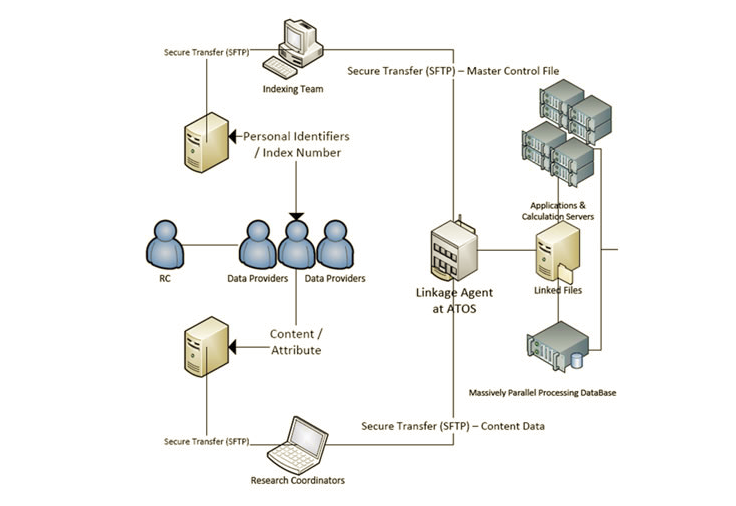 Secure Transfer (SFTP)
Indexing Team
Secure Transfer (SFTP) – Master Control File
Personal Identifiers
/ Index Number
Applications &
Calculation Servers
RC
Data Providers
Data Providers
Linkage Agent
at ATOS
Linked Files
Content /
Attribute
Massively Parallel Processing DataBase
Secure Transfer (SFTP) – Content Data
Secure Transfer (SFTP)
Research Coordinators